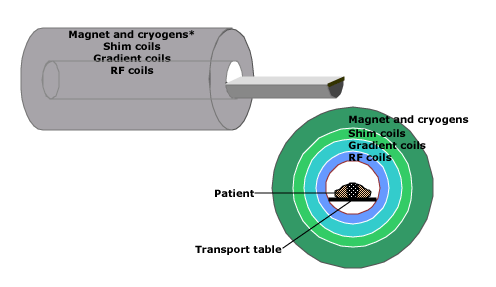 Magnet and cryogens*
Shim coils
Gradient coils
RF coils
Magnet and cryogens
Shim coils
Gradient coils
RF coils
Patient
Transport table